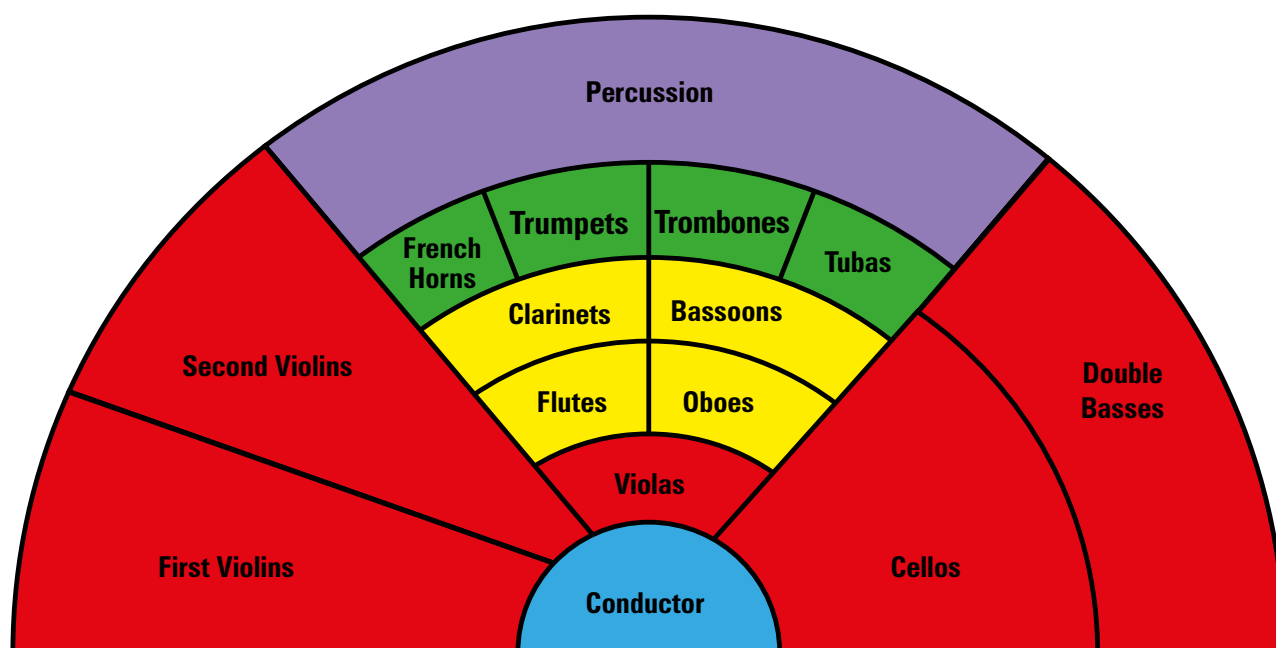 Percussion
French
Horns
Trumpets
Trombones
Tubas
Clarinets
Bassoons
Second Violins
Flutes
Oboes
Double
Basses
Violas
First Violins
Cellos
Conductor